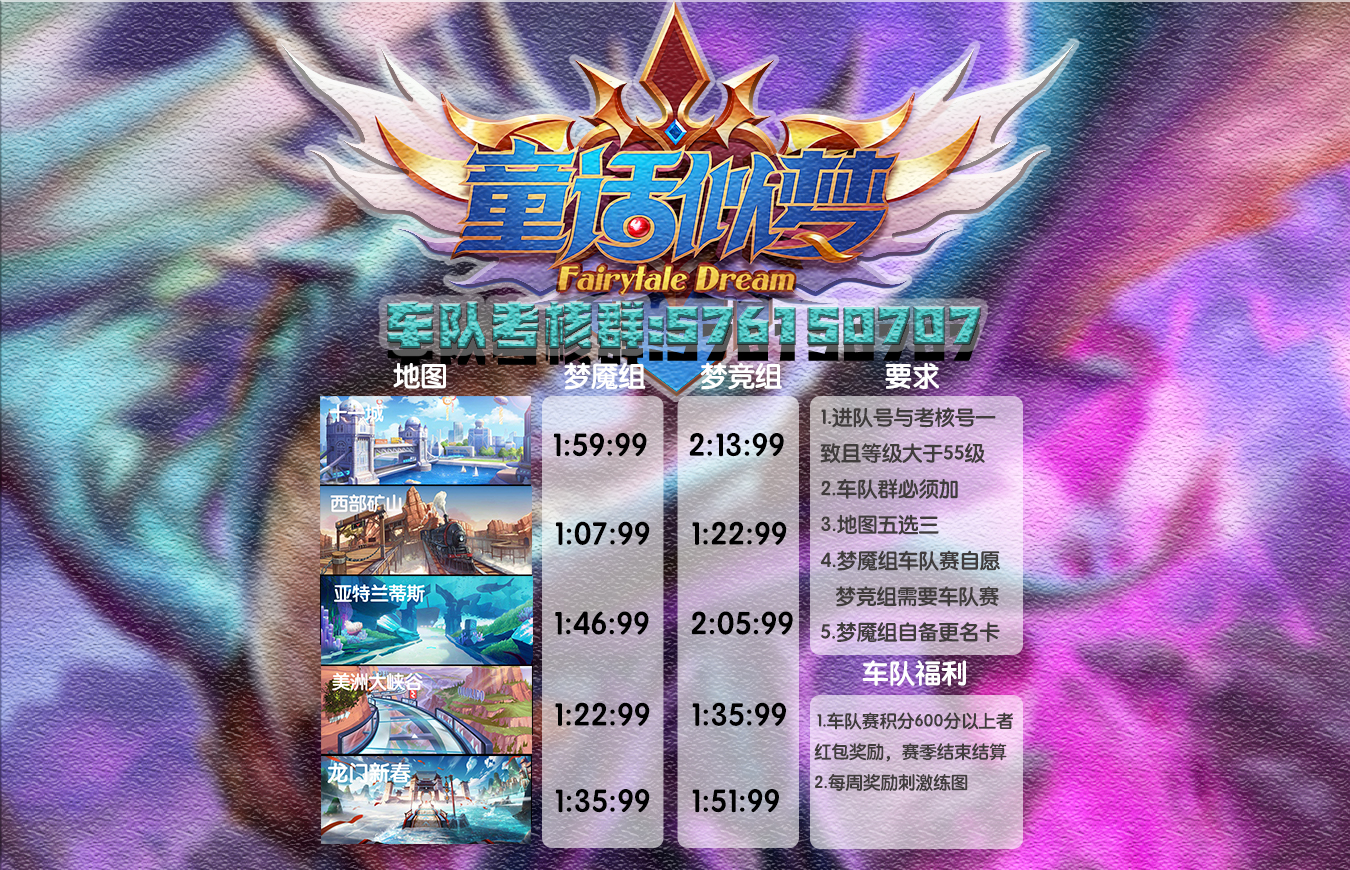 童话似梦
Fairytale Dream
车队考核群:576150707
地图 梦魇组 梦竞组 要求
十一城 1:59:99 2:13:99
西部矿山 1:07:99 1:22:99
亚特兰蒂斯 1:46:99 2:05:99
美洲大峡谷 1:22:99 1:35:99
龙门新春 1:35:99 1:51:99
1.进队号与考核号一
致且等级大于55级
2.车队群必须加
3.地图五选三
4.梦魇组车队赛自愿
梦竞组需要车队赛
5.梦魇组自备更名卡
车队福利
1.车队赛积分600分以上者
红包奖励，赛季结束结算
2.每周奖励刺激练图